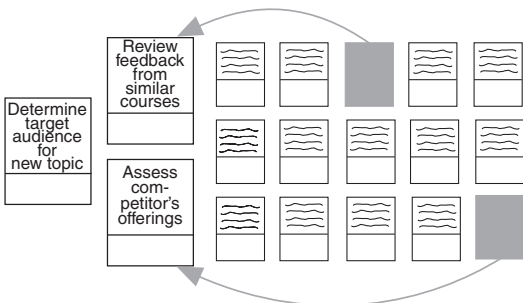 Determine
target
audience
for
new topic
Review
feedback
from
similar
courses
Assess
com-
petitor's
offerings